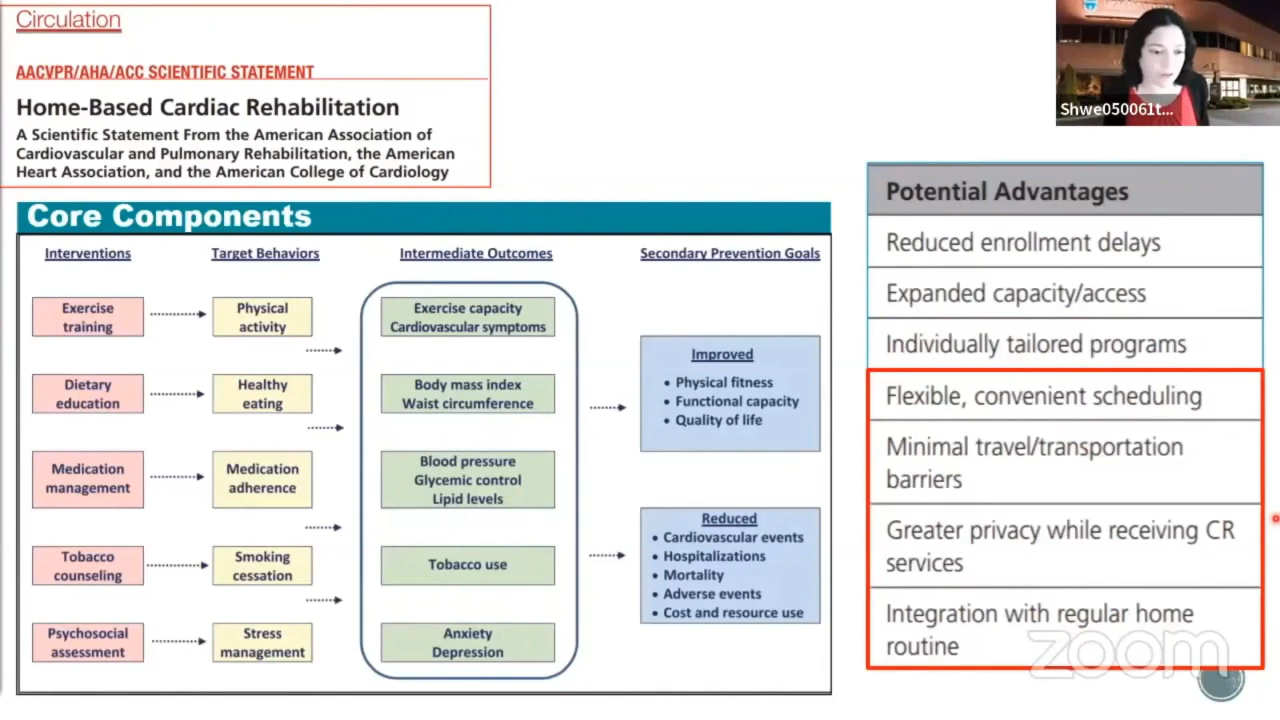 Circulation
AACVPR/AHA/ACC SCIENTIFIC STATEMENT
Home-Based Cardiac Rehabilitation
A Scientific Statement From the American Association of
Cardiovascular and Pulmonary Rehabilitation, the American
Heart Association, and the American College of Cardiology
Shwe050061t...
Core Components
Interventions
Target Behaviors
Intermediate Outcomes
Secondary Prevention Goals
Exercise
training
Physical
activity
Exercise capacity
Cardiovascular symptoms
Dietary
education
Healthy
eating
Body mass index
Waist circumference
Medication
management
Medication
adherence
Blood pressure
Glycemic control
Lipid levels
Tobacco
counseling
Smoking
cessation
Tobacco use
Psychosocial
assessment
Stress
management
Anxiety
Depression
Improved
• Physical fitness
• Functional capacity
• Quality of life
Reduced
• Cardiovascular events
• Hospitalizations
• Mortality
• Adverse events
• Cost and resource use
Potential Advantages
Reduced enrollment delays
Expanded capacity/access
Individually tailored programs
Flexible, convenient scheduling
Minimal travel/transportation
barriers
Greater privacy while receiving CR
services
Integration with regular home
routine
zoom